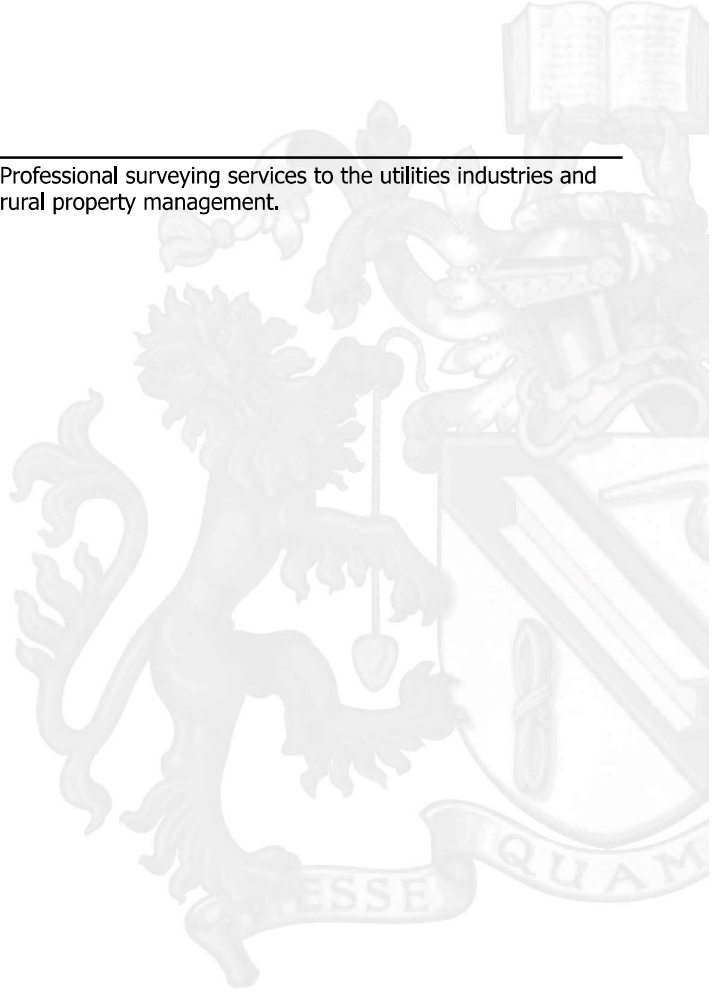 Professional surveying services to the utilities industries and
rural property management.
ESSE QUAM